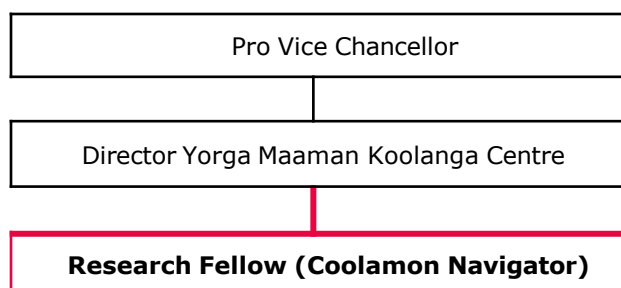 Pro Vice Chancellor
Director Yorga Maaman Koolanga Centre
Research Fellow (Coolamon Navigator)